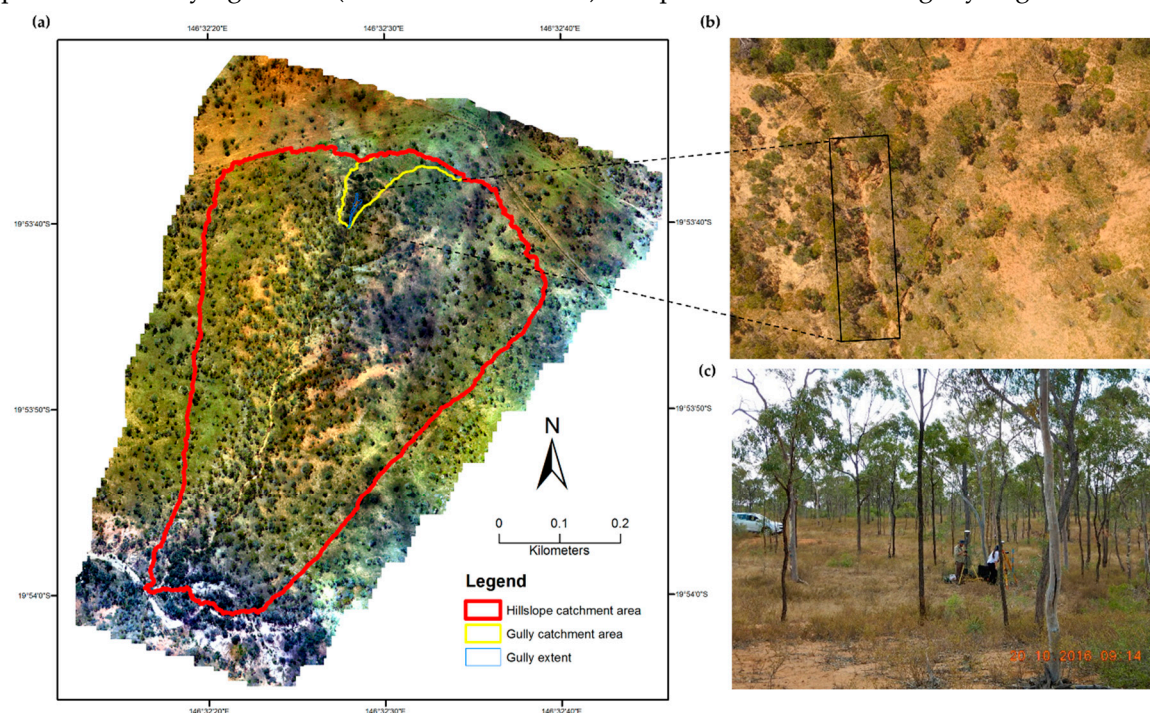 (a)
146°32'20"E 146°32'30"E 146°32'40"E
(b)
19°53'40"S 19°53'40"S
(c)
19°53'50"S 19°53'50"S
N
0 0.1 0.2
Kilometers
Legend
Hillslope catchment area
Gully catchment area
Gully extent
19°54'0"S 19°54'0"S
2016 09:14
146°32'20"E 146°32'30"E 146°32'40"E